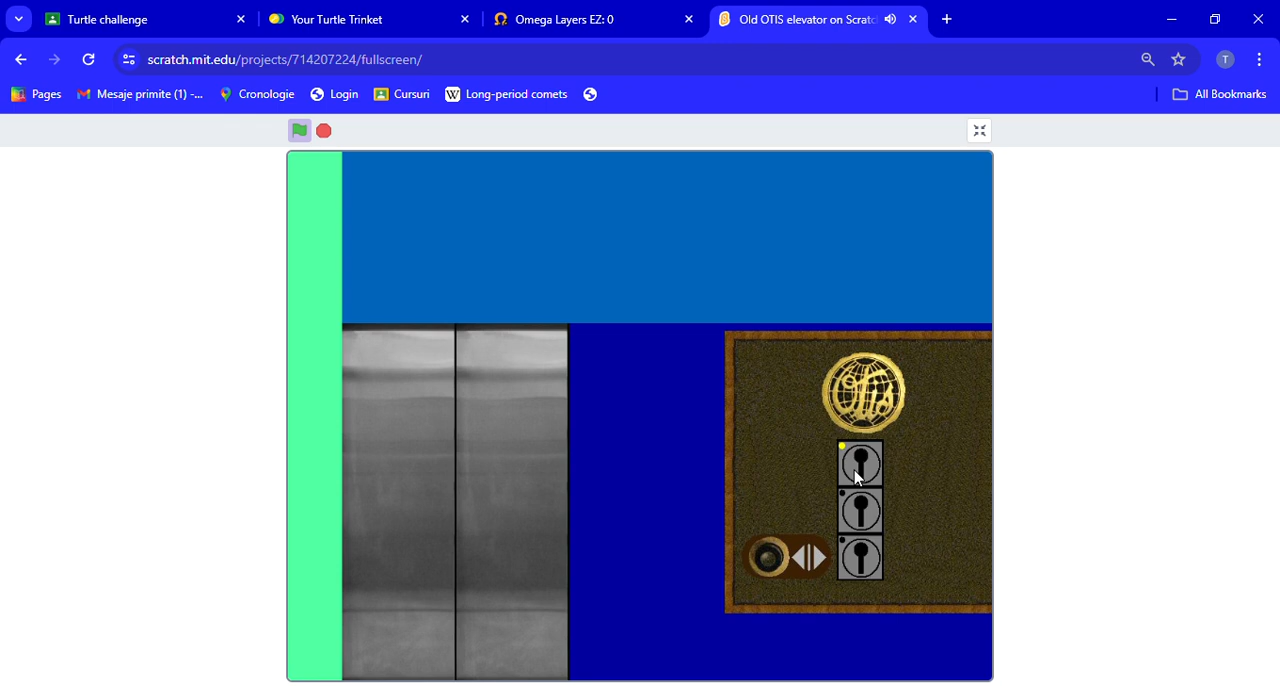 Turtle challenge
Your Turtle Trinket
Omega Layers EZ: 0
Old OTIS elevator on Scratc
scratch.mit.edu/projects/714207224/fullscreen/
T
Pages
Mesaje primite (1) -...
Cronologie
Login
Cursuri
W Long-period comets
All Bookmarks
Otis